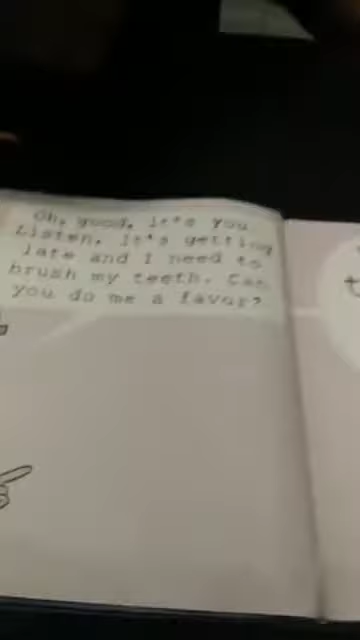 Oh, good, it's you.
Listen, it's getting
late and I need to
brush my teeth. Can
you do me a favor?